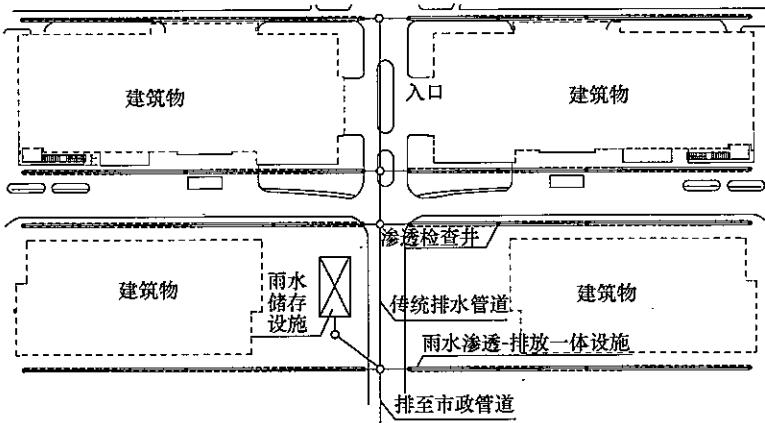 建筑物
入口
建筑物
渗透检查井
建筑物
雨水
储存
设施
传统排水管道
建筑物
雨水渗透-排放一体设施
排至市政管道